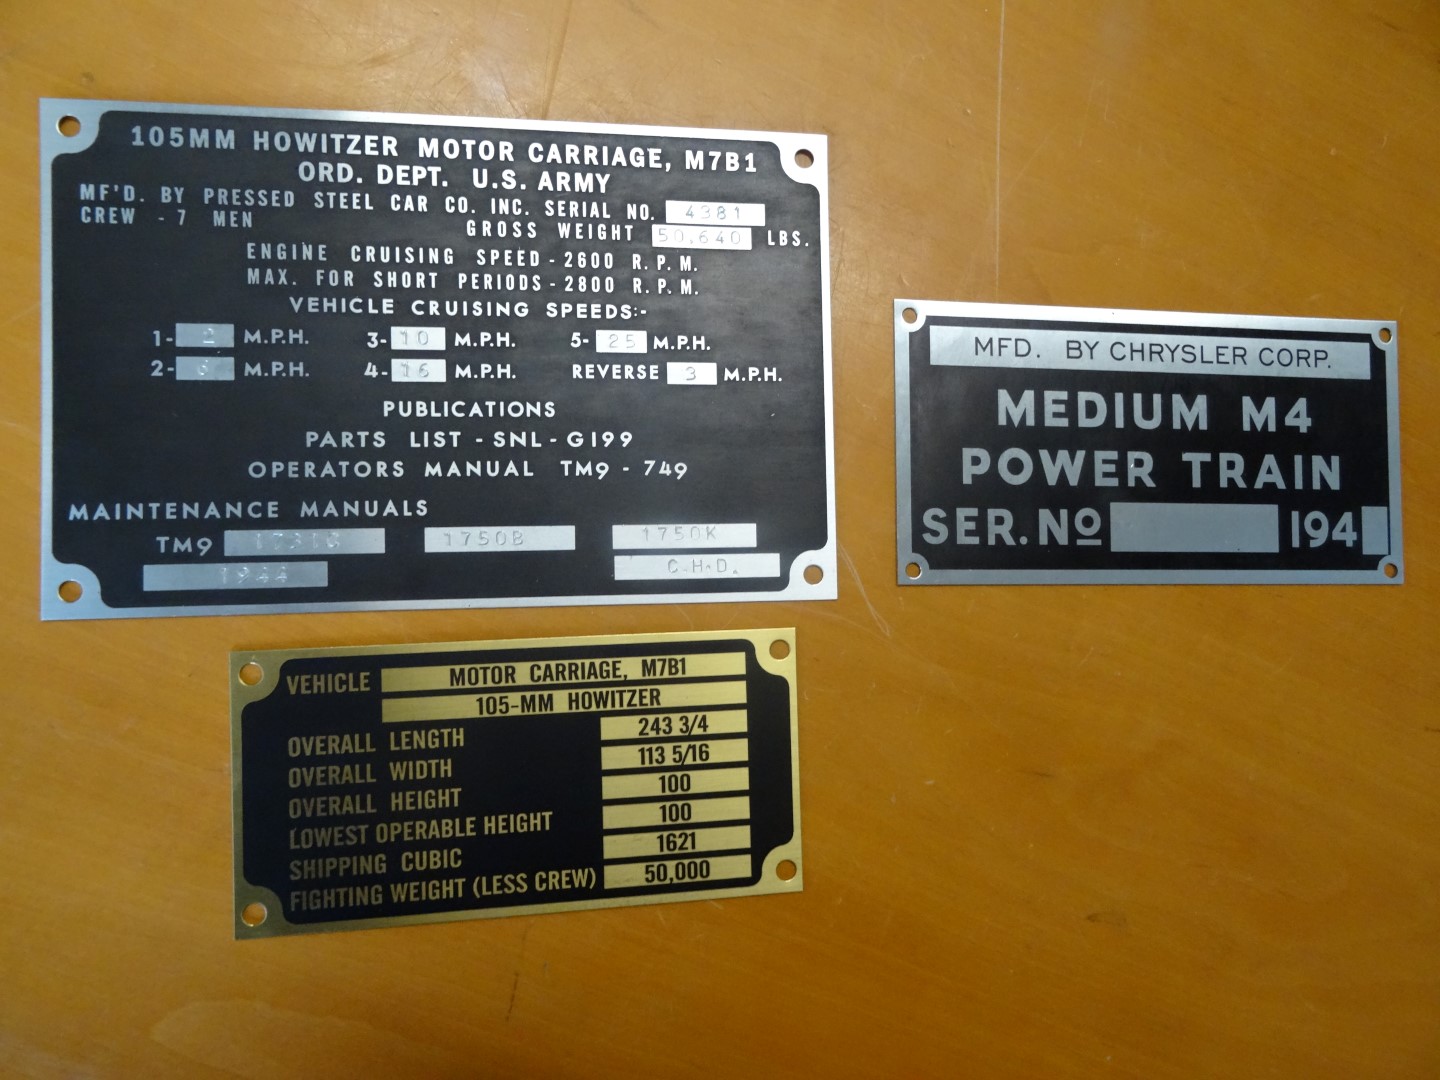 105MM HOWITZER MOTOR CARRIAGE, M7B1
ORD. DEPT. U.S. ARMY
MF'D. BY PRESSED STEEL CAR CO. INC. SERIAL NO. 4381
CREW - 7 MEN GROSS WEIGHT 50,640 LBS.
ENGINE CRUISING SPEED - 2600 R.P.M.
MAX. FOR SHORT PERIODS - 2800 R.P.M.
VEHICLE CRUISING SPEEDS:-
1- 2 M.P.H. 3- 10 M.P.H. 5- 25 M.P.H.
2- M.P.H. 4- 16 M.P.H. REVERSE 3 M.P.H.
PUBLICATIONS
PARTS LIST - SNL - G199
OPERATORS MANUAL TM9 - 749
MAINTENANCE MANUALS
TM9 1750B 1750K
1944 C.H.D.
MFD. BY CHRYSLER CORP.
MEDIUM M4
POWER TRAIN
SER. Nº 194
VEHICLE MOTOR CARRIAGE, M7B1
105-MM HOWITZER
OVERALL LENGTH 243 3/4
OVERALL WIDTH 113 5/16
OVERALL HEIGHT 100
LOWEST OPERABLE HEIGHT 100
SHIPPING CUBIC 1621
FIGHTING WEIGHT (LESS CREW) 50,000